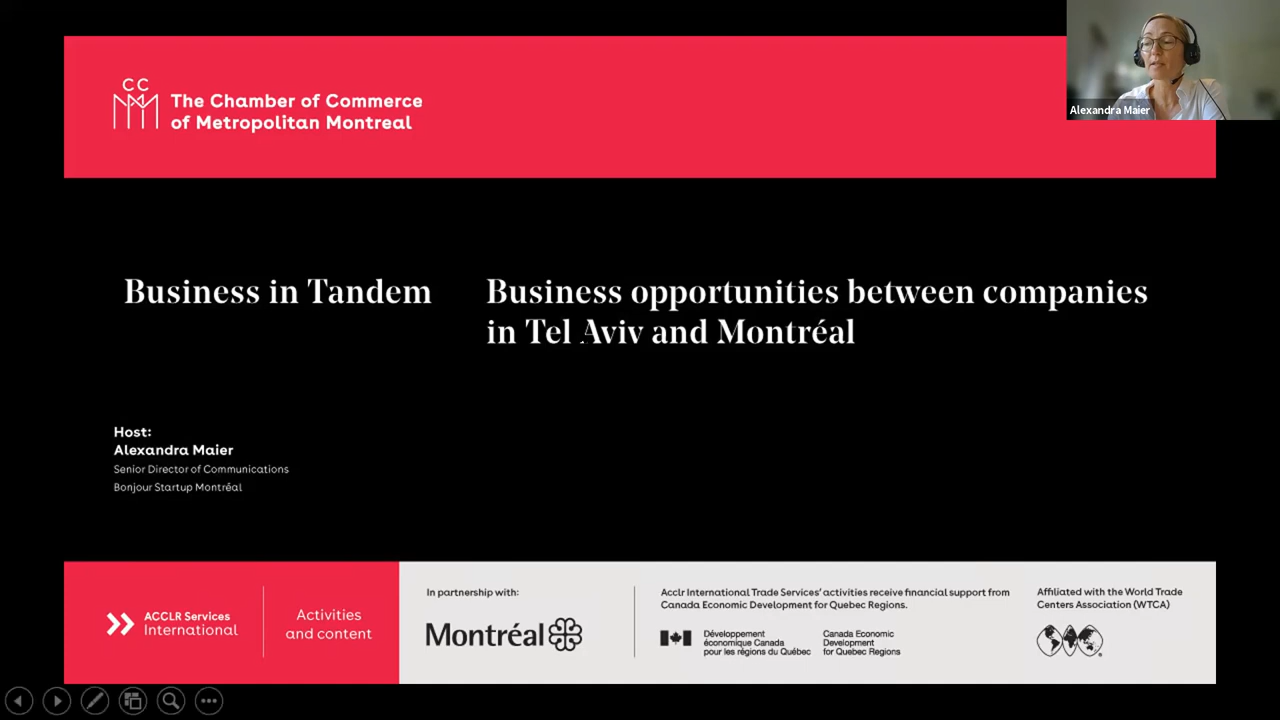 CC
MM
The Chamber of Commerce
of Metropolitan Montreal
Alexandra Maier
Business in Tandem
Business opportunities between companies
in Tel Aviv and Montréal
Host:
Alexandra Maier
Senior Director of Communications
Bonjour Startup Montréal
ACCLR Services
International
Activities
and content
In partnership with:
Montréal
Acclr International Trade Services' activities receive financial support from
Canada Economic Development for Quebec Regions.
Développement
économique Canada
pour les régions du Québec
Canada Economic
Development
for Quebec Regions
Affiliated with the World Trade
Centers Association (WTCA)